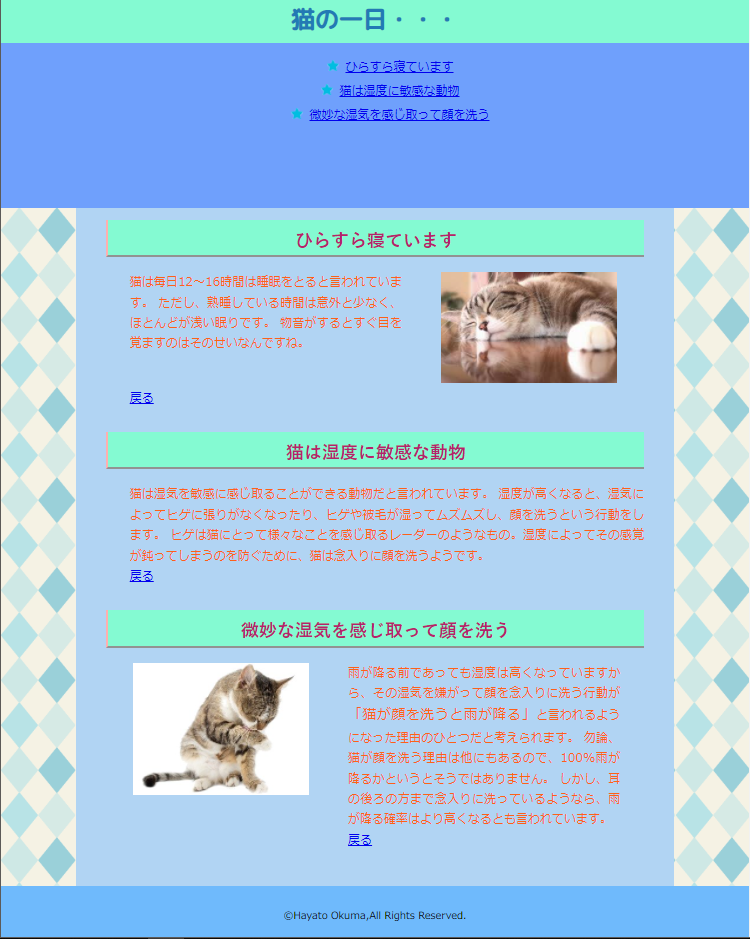 猫の一日・・・
ひらすら寝ています
猫は湿度に敏感な動物
微妙な湿気を感じ取って顔を洗う
ひらすら寝ています
猫は毎日12～16時間は睡眠をとると言われていま
す。 ただし、熟睡している時間は意外と少なく、
ほとんどが浅い眠りです。 物音がするとすぐ目を
覚ますのはそのせいなんですね。
戻る
猫は湿度に敏感な動物
猫は湿気を敏感に感じ取ることができる動物だと言われています。 湿度が高くなると、湿気に
よってヒゲに張りがなくなったり、ヒゲや被毛が湿ってムズムズし、顔を洗うという行動をし
ます。 ヒゲは猫にとって様々なことを感じ取るレーダーのようなもの。湿度によってその感覚
が鈍ってしまうのを防ぐために、猫は念入りに顔を洗うようです。
戻る
微妙な湿気を感じ取って顔を洗う
雨が降る前であっても湿度は高くなっていますか
ら、その湿気を嫌がって顔を念入りに洗う行動が
「猫が顔を洗うと雨が降る」と言われるよう
になった理由のひとつだと考えられます。 勿論、
猫が顔を洗う理由は他にもあるので、100%雨が
降るかというとそうではありません。 しかし、耳
の後ろの方まで念入りに洗っているようなら、雨
が降る確率はより高くなるとも言われています。
戻る
©Hayato Okuma,All Rights Reserved.